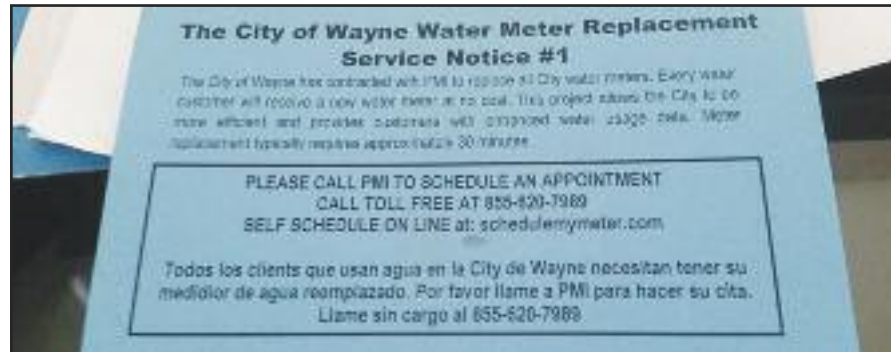 The City of Wayne Water Meter Replacement
Service Notice #1
The City of Wayne has contracted with PMI to replace all City water meters. Every water
customer will receive a new water meter at no cost. This project allows the City to be
more efficient and provides customers with enhanced water usage data. Meter
replacement typically requires approximately 30 minutes.
PLEASE CALL PMI TO SCHEDULE AN APPOINTMENT
CALL TOLL FREE AT 855-620-7989
SELF SCHEDULE ON LINE at: schedulemymeter.com
Todos los clients que usan agua en la City de Wayne necesitan tener su
medidior de agua reemplazado. Por favor llame a PMI para hacer su cita.
Llame sin cargo al 855-620-7989